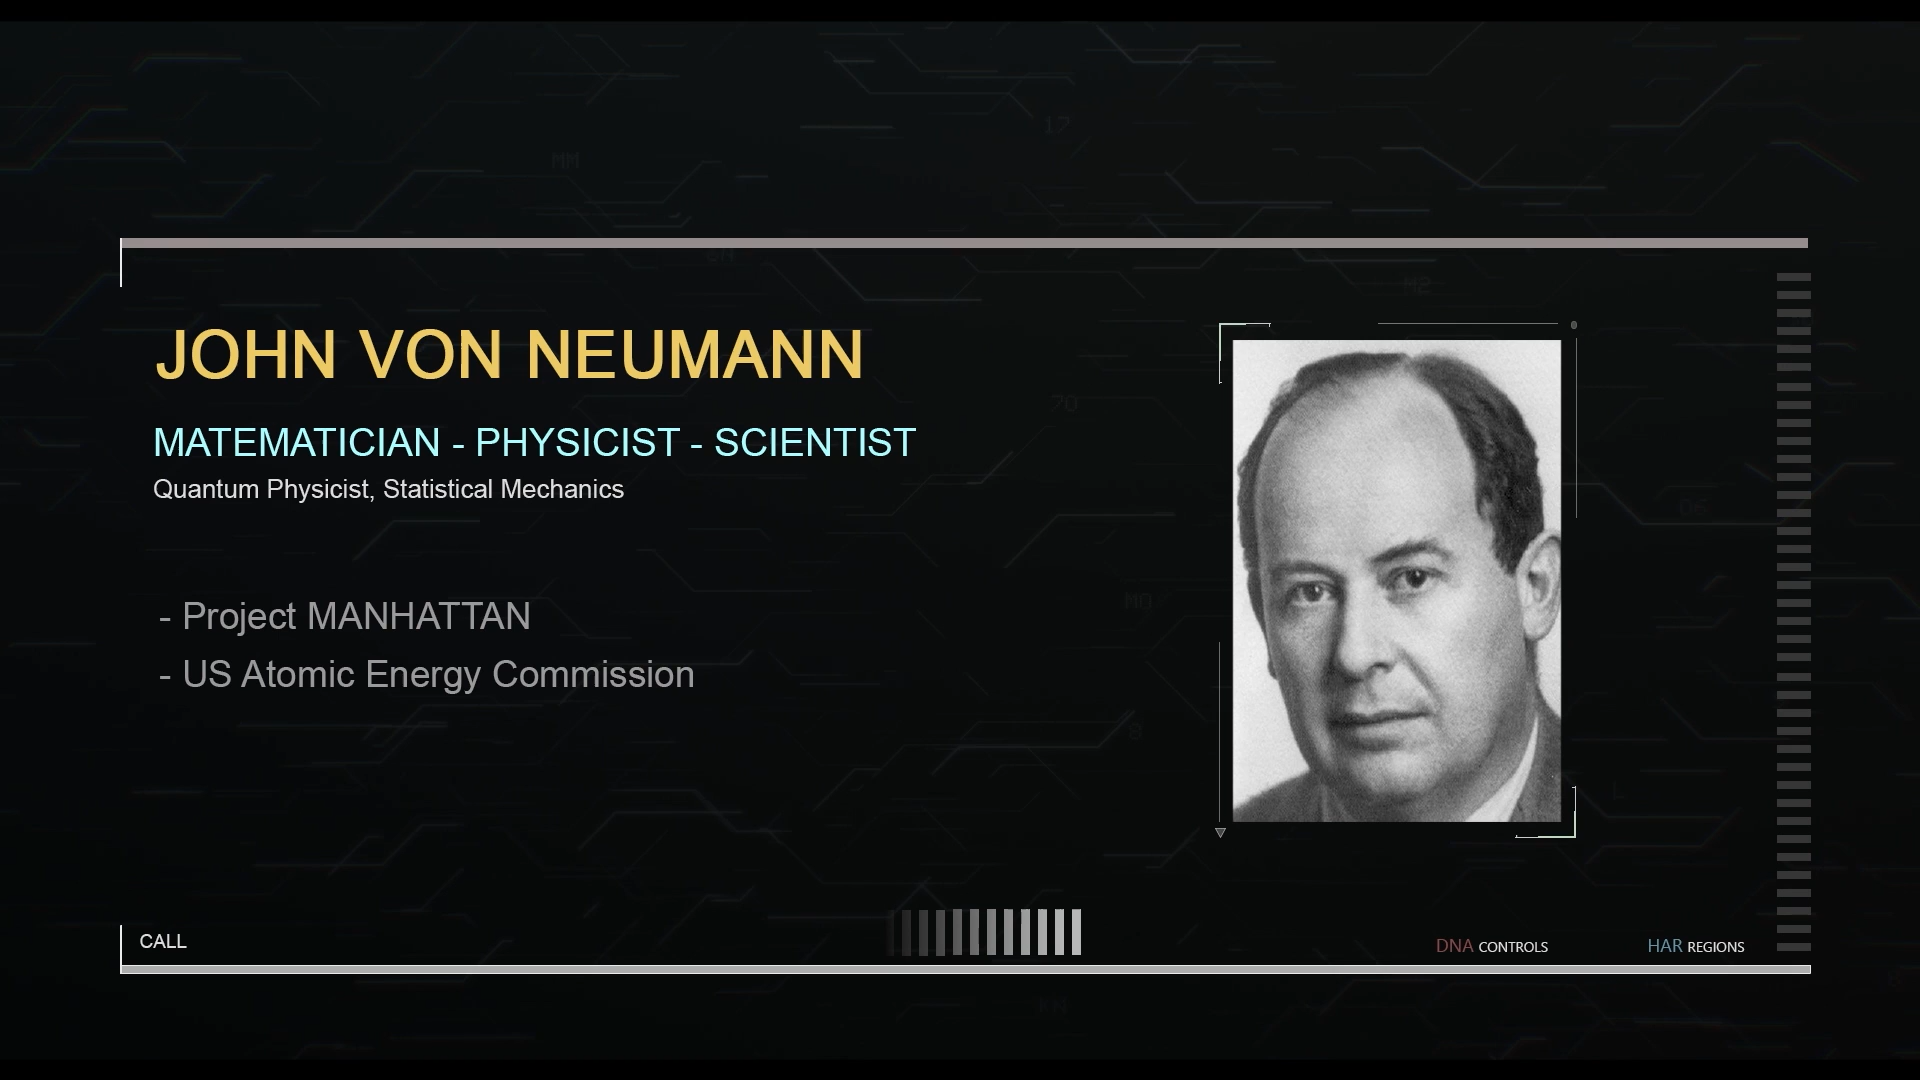 JOHN VON NEUMANN
MATEMATICIAN - PHYSICIST - SCIENTIST
Quantum Physicist, Statistical Mechanics
- Project MANHATTAN
- US Atomic Energy Commission
CALL
DNA CONTROLS
HAR REGIONS